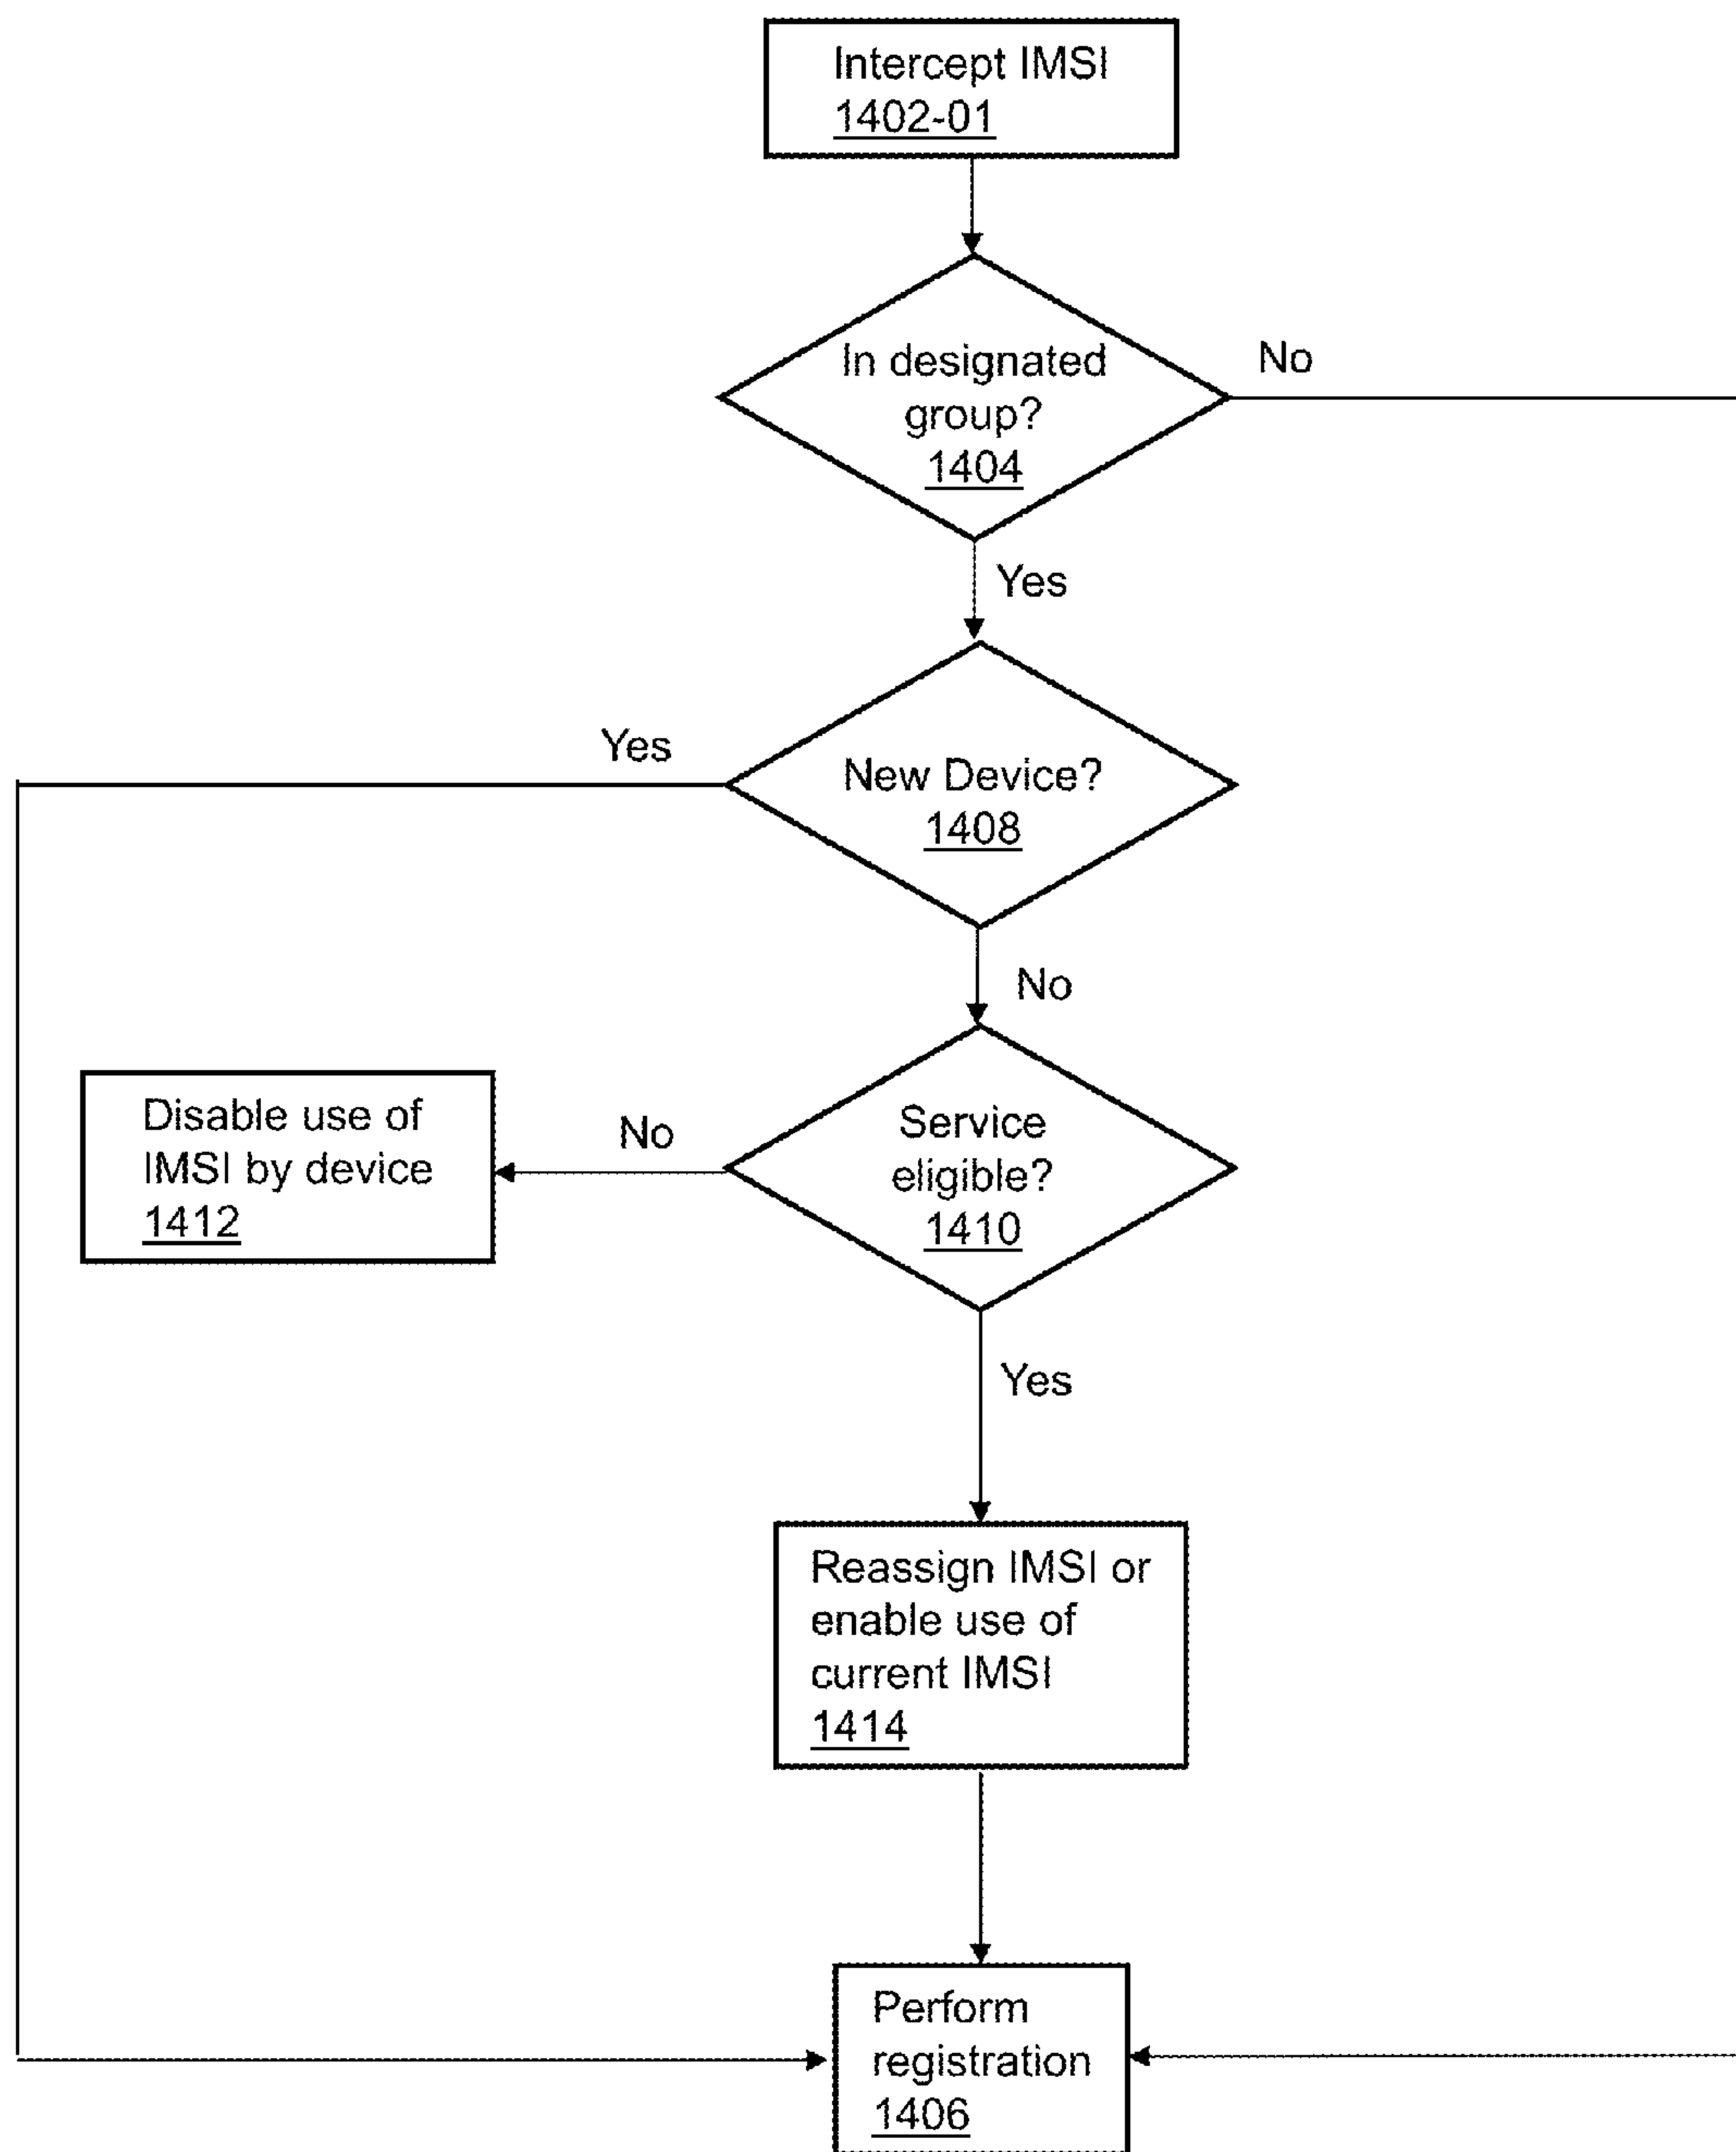 Intercept IMSI
1402-01
In designated
group?
1404
No
Yes
Yes
New Device?
1408
No
Disable use of
IMSI by device
1412
No
Service
eligible?
1410
Yes
Reassign IMSI or
enable use of
current IMSI
1414
Perform
registration
1406